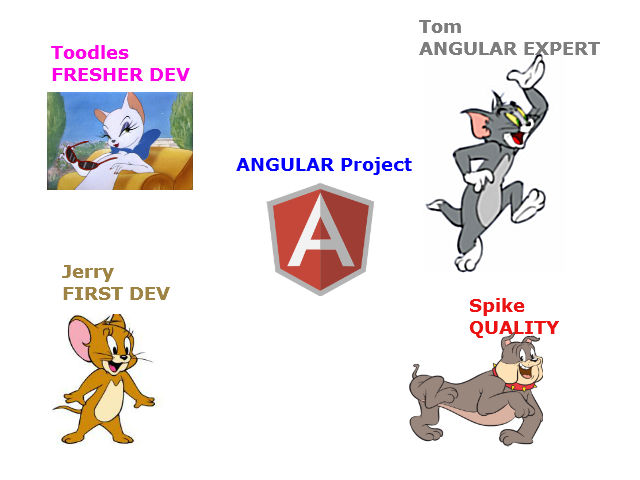 Toodles
FRESHER DEV
Tom
ANGULAR EXPERT
ANGULAR Project
A
Jerry
FIRST DEV
Spike
QUALITY